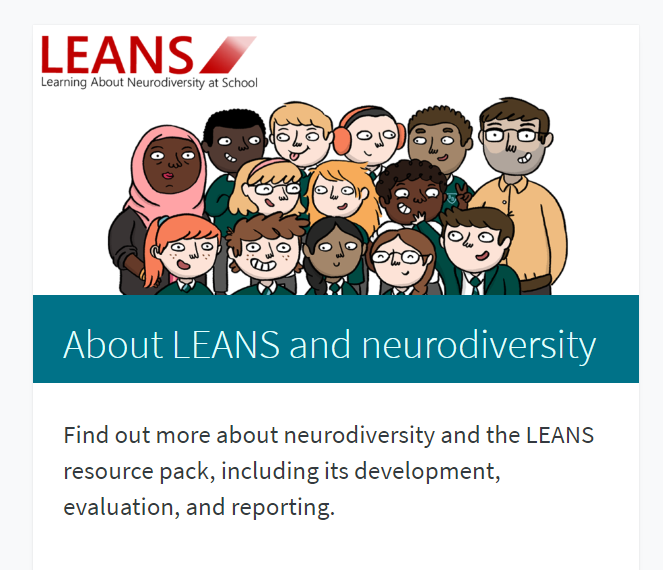 LEANS
Learning About Neurodiversity at School
About LEANS and neurodiversity
Find out more about neurodiversity and the LEANS
resource pack, including its development,
evaluation, and reporting.